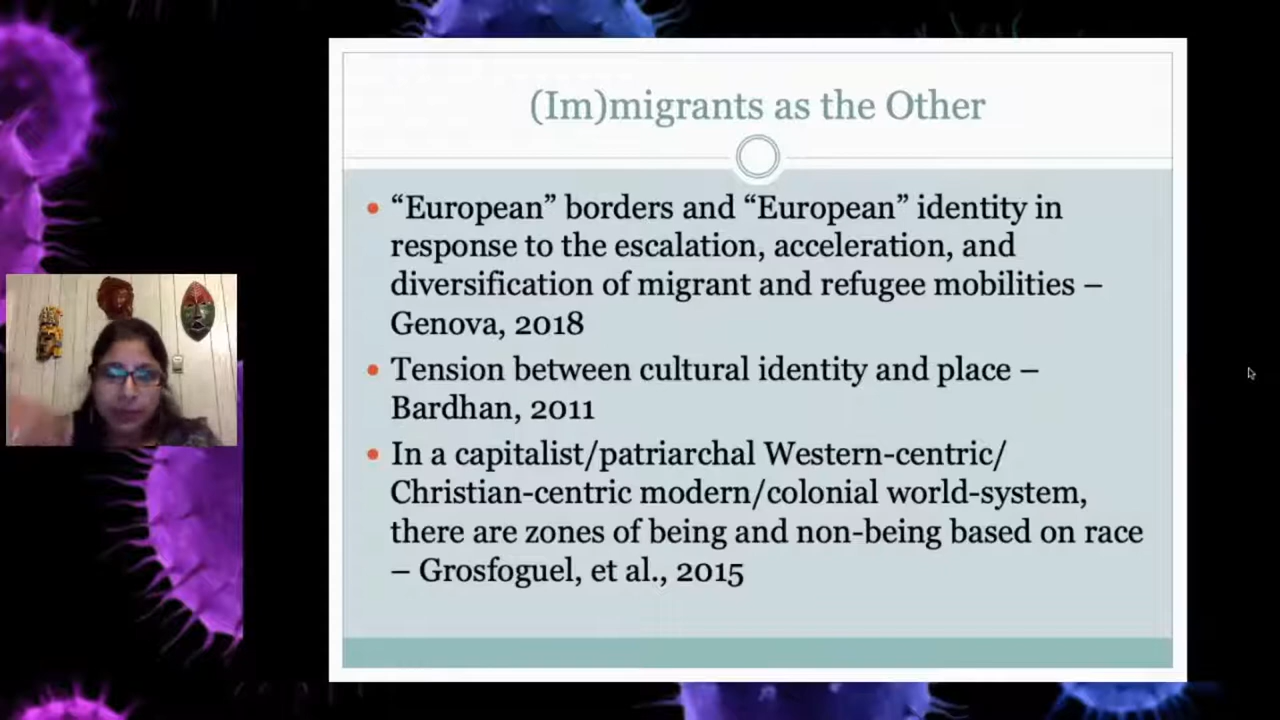 (Im)migrants as the Other
“European” borders and “European” identity in
response to the escalation, acceleration, and
diversification of migrant and refugee mobilities –
Genova, 2018
Tension between cultural identity and place –
Bardhan, 2011
In a capitalist/patriarchal Western-centric/
Christian-centric modern/colonial world-system,
there are zones of being and non-being based on race
– Grosfoguel, et al., 2015